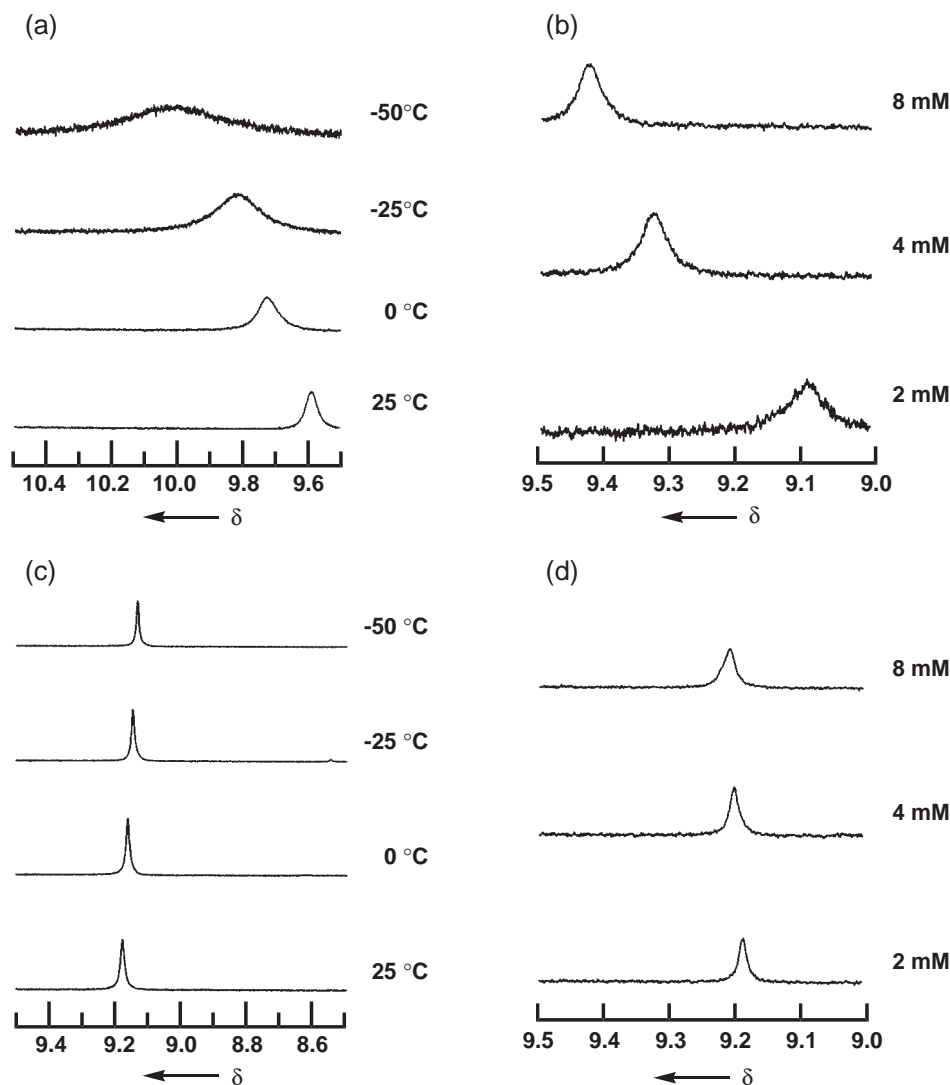 (a)
-50°C
-25°C
0 °C
25 °C
10.4 10.2 10.0 9.8 9.6
δ
(b)
8 mM
4 mM
2 mM
9.5 9.4 9.3 9.2 9.1 9.0
δ
(c)
-50 °C
-25 °C
0 °C
25 °C
9.4 9.2 9.0 8.8 8.6
δ
(d)
8 mM
4 mM
2 mM
9.5 9.4 9.3 9.2 9.1 9.0
δ